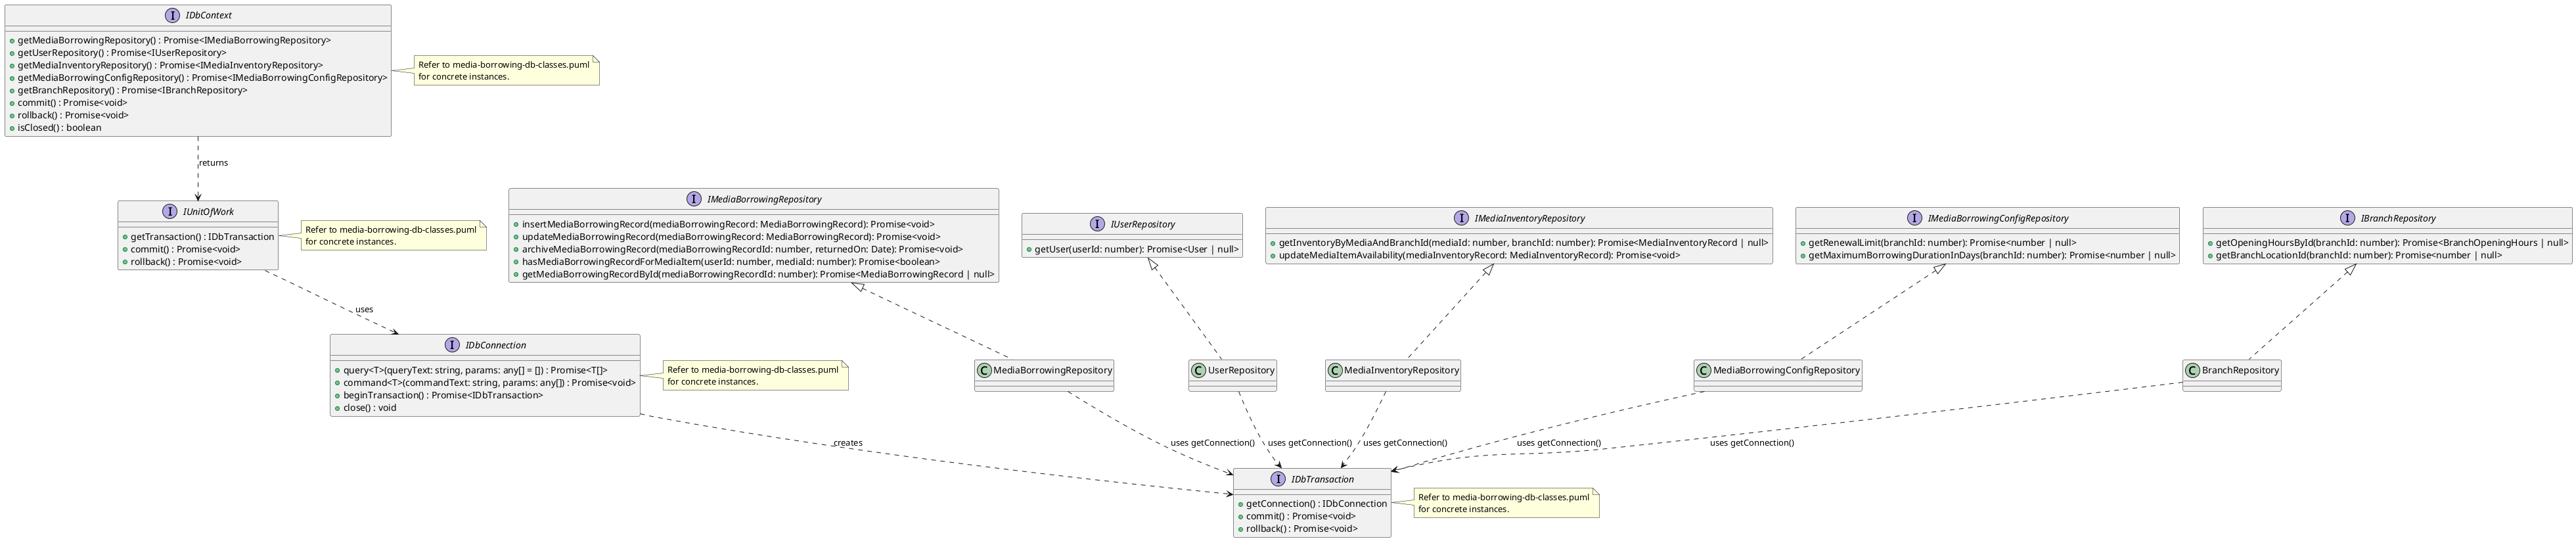 I IDbContext
getMediaBorrowingRepository() : Promise<IMediaBorrowingRepository>
getUserRepository() : Promise<IUserRepository>
getMediaInventoryRepository() : Promise<IMediaInventoryRepository>
getMediaBorrowingConfigRepository() : Promise<IMediaBorrowingConfigRepository>
getBranchRepository() : Promise<IBranchRepository>
commit() : Promise<void>
rollback() : Promise<void>
isClosed() : boolean
Refer to media-borrowing-db-classes.puml
for concrete instances.
returns
I IUnitOfWork
getTransaction() : IDbTransaction
commit() : Promise<void>
rollback() : Promise<void>
Refer to media-borrowing-db-classes.puml
for concrete instances.
I IMediaBorrowingRepository
insertMediaBorrowingRecord(mediaBorrowingRecord: MediaBorrowingRecord): Promise<void>
updateMediaBorrowingRecord(mediaBorrowingRecord: MediaBorrowingRecord): Promise<void>
archiveMediaBorrowingRecord(mediaBorrowingRecordId: number, returnedOn: Date): Promise<void>
hasMediaBorrowingRecordForMediaItem(userId: number, mediaId: number): Promise<boolean>
getMediaBorrowingRecordById(mediaBorrowingRecordId: number): Promise<MediaBorrowingRecord | null>
I IUserRepository
getUser(userId: number): Promise<User | null>
I IMediaInventoryRepository
getInventoryByMediaAndBranchId(mediaId: number, branchId: number): Promise<MediaInventoryRecord | null>
updateMediaItemAvailability(mediaInventoryRecord: MediaInventoryRecord): Promise<void>
I IMediaBorrowingConfigRepository
getRenewalLimit(branchId: number): Promise<number | null>
getMaximumBorrowingDurationInDays(branchId: number): Promise<number | null>
I IBranchRepository
getOpeningHoursById(branchId: number): Promise<BranchOpeningHours | null>
getBranchLocationId(branchId: number): Promise<number | null>
uses
I IDbConnection
query<T>(queryText: string, params: any[] = []) : Promise<T[]>
command<T>(commandText: string, params: any[]) : Promise<void>
beginTransaction() : Promise<IDbTransaction>
close() : void
Refer to media-borrowing-db-classes.puml
for concrete instances.
C MediaBorrowingRepository
C UserRepository
C MediaInventoryRepository
C MediaBorrowingConfigRepository
C BranchRepository
creates
uses getConnection()
uses getConnection()
uses getConnection()
uses getConnection()
uses getConnection()
I IDbTransaction
getConnection() : IDbConnection
commit() : Promise<void>
rollback() : Promise<void>
Refer to media-borrowing-db-classes.puml
for concrete instances.